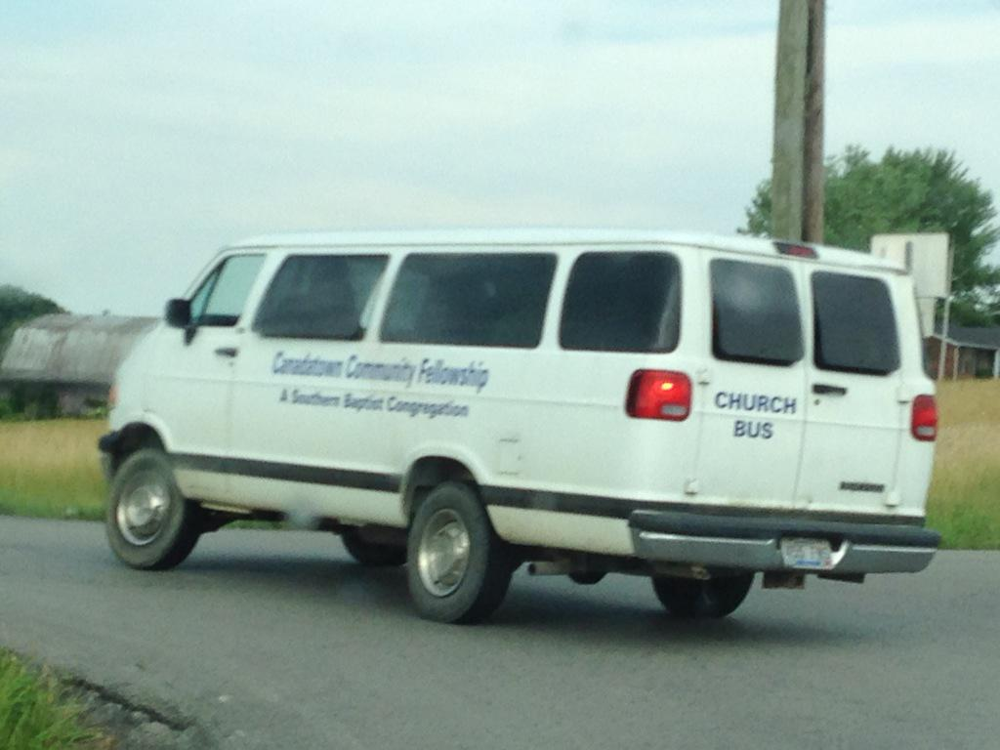 Canadatown Community Fellowship
A Southern Baptist Congregation
CHURCH
BUS